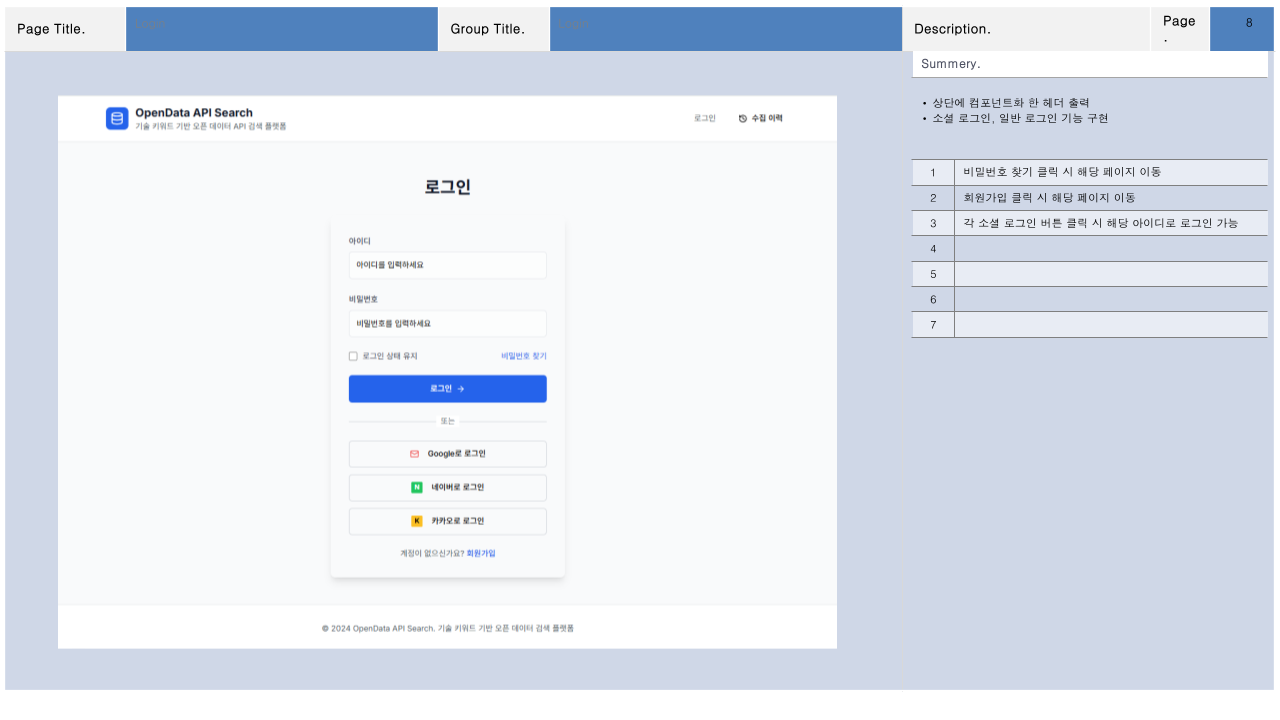 Page Title.
Group Title.
Description.
Page
.
8
Summery.
• 상단에 컴포넌트화 한 헤더 출력
• 소셜 로그인, 일반 로그인 기능 구현
1 비밀번호 찾기 클릭 시 해당 페이지 이동
2 회원가입 클릭 시 해당 페이지 이동
3 각 소셜 로그인 버튼 클릭 시 해당 아이디로 로그인 가능
4
5
6
7
OpenData API Search
기술 키워드 기반 오픈 데이터 API 검색 플랫폼
로그인 수집 이력
로그인
아이디
아이디를 입력하세요
비밀번호
비밀번호를 입력하세요
로그인 상태 유지 비밀번호 찾기
로그인 →
또는
Google로 로그인
N 네이버로 로그인
K 카카오로 로그인
계정이 없으신가요? 회원가입
© 2024 OpenData API Search. 기술 키워드 기반 오픈 데이터 검색 플랫폼